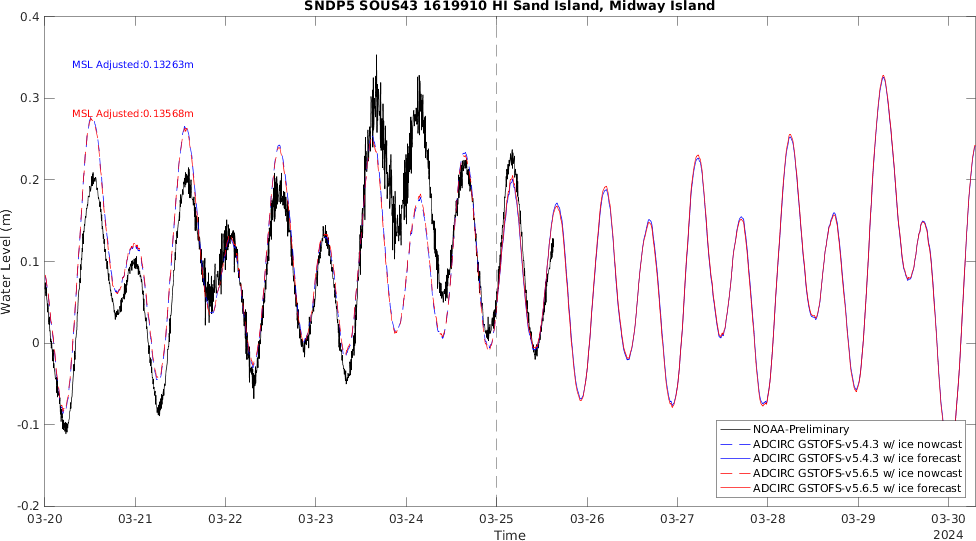 SNDP5 SOUS43 1619910 HI Sand Island, Midway Island
0.4
0.3
0.2
0.1
0
-0.1
-0.2
Water Level (m)
MSL Adjusted:0.13263m
MSL Adjusted:0.13568m
NOAA-Preliminary
ADCIRC GSTOFS-v5.4.3 w/ ice nowcast
ADCIRC GSTOFS-v5.4.3 w/ ice forecast
ADCIRC GSTOFS-v5.6.5 w/ ice nowcast
ADCIRC GSTOFS-v5.6.5 w/ ice forecast
03-20 03-21 03-22 03-23 03-24 03-25 03-26 03-27 03-28 03-29 03-30
Time 2024